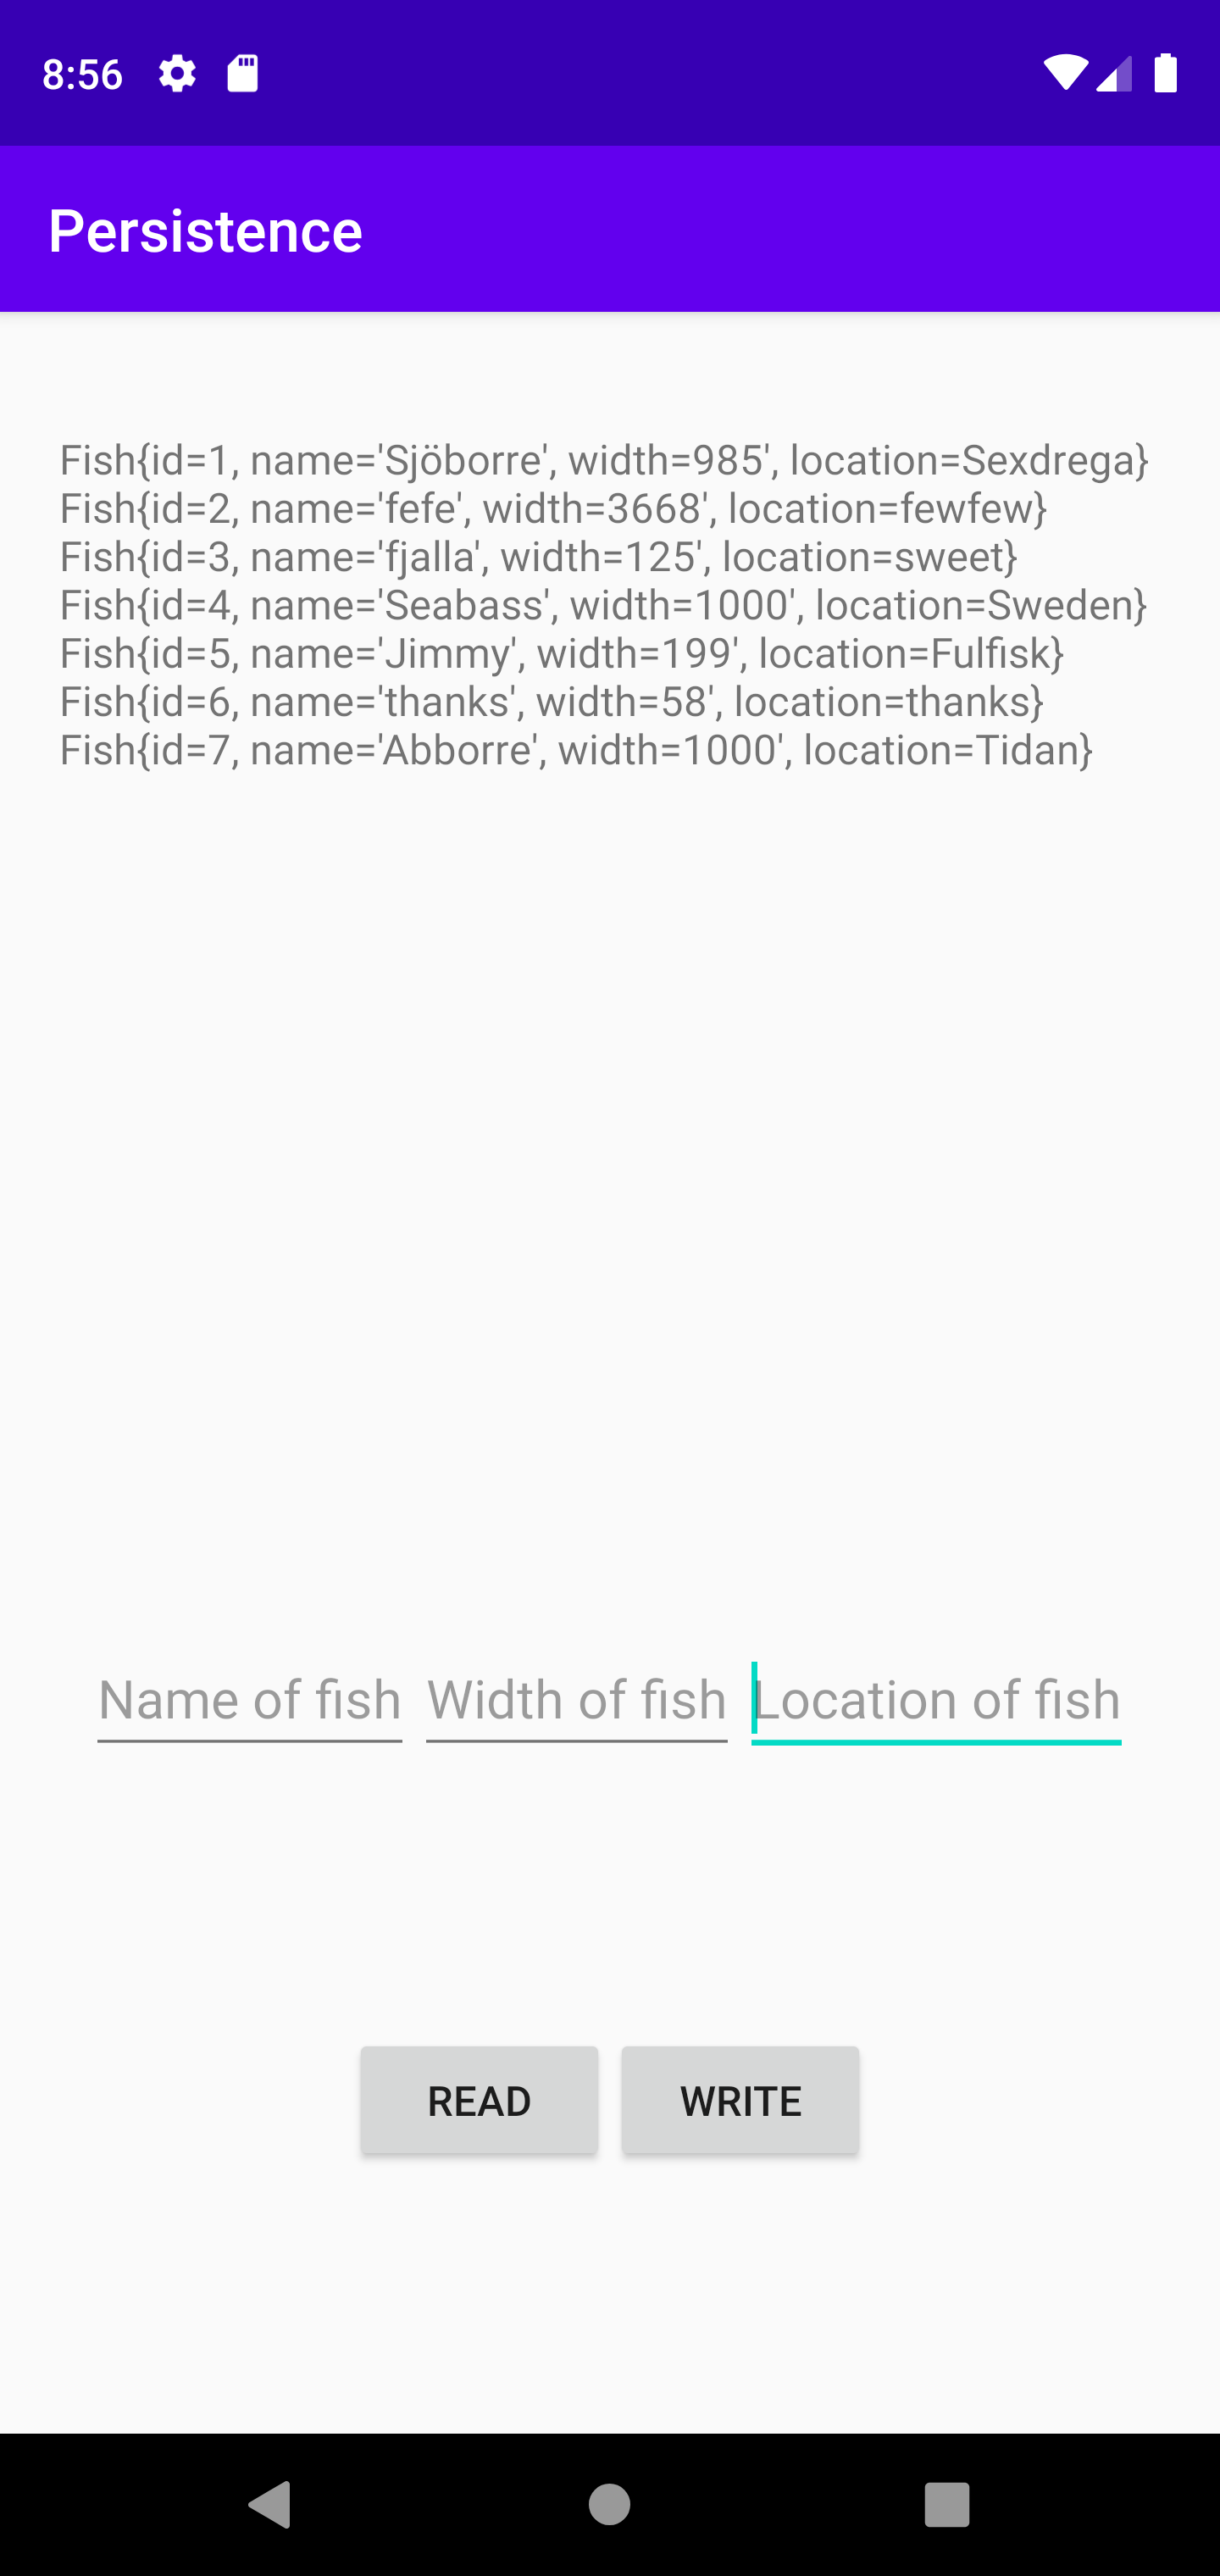 8:56
Persistence
Fish{id=1, name='Sjöborre', width=985', location=Sexdrega}
Fish{id=2, name='fefe', width=3668', location=fewfew}
Fish{id=3, name='fjalla', width=125', location=sweet}
Fish{id=4, name='Seabass', width=1000', location=Sweden}
Fish{id=5, name='Jimmy', width=199', location=Fulfisk}
Fish{id=6, name='thanks', width=58', location=thanks}
Fish{id=7, name='Abborre', width=1000', location=Tidan}
Name of fish Width of fish Location of fish
READ WRITE